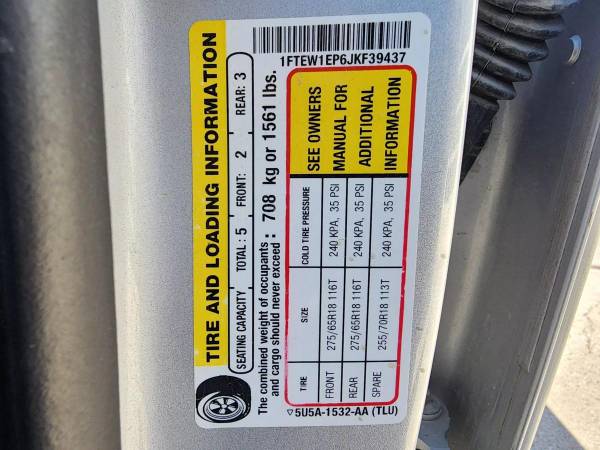 1FTEW1EP6JKF39437
TIRE AND LOADING INFORMATION
SEATING CAPACITY TOTAL: 5 FRONT: 2 REAR: 3
The combined weight of occupants
and cargo should never exceed : 708 kg or 1561 lbs.
TIRE SIZE COLD TIRE PRESSURE
FRONT 275/65R18 116T 240 KPA, 35 PSI
REAR 275/65R18 116T 240 KPA, 35 PSI
SPARE 255/70R18 113T 240 KPA, 35 PSI
SEE OWNERS
MANUAL FOR
ADDITIONAL
INFORMATION
▽5U5A-1532-AA (TLU)